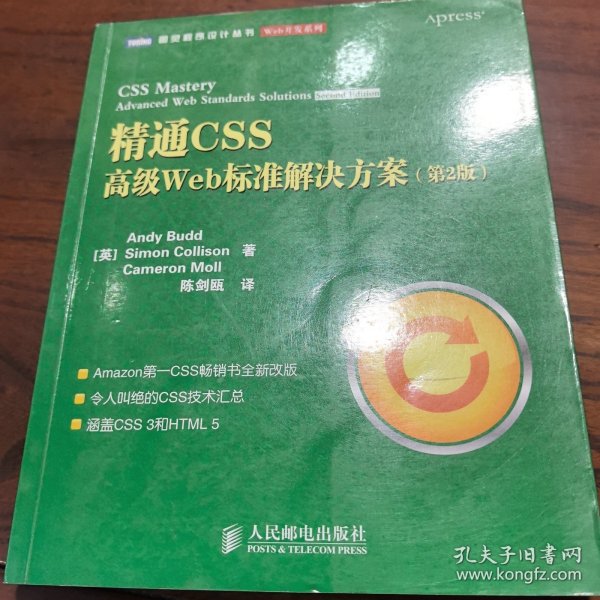 TURING 图灵程序设计丛书 Web开发系列
Apress®
CSS Mastery
Advanced Web Standards Solutions Second Edition
精通CSS
高级Web标准解决方案(第2版)
Andy Budd
[英] Simon Collison 著
Cameron Moll
陈剑瓯 译
Amazon第一CSS畅销书全新改版
令人叫绝的CSS技术汇总
涵盖CSS 3和HTML 5
人民邮电出版社
POSTS & TELECOM PRESS
孔夫子旧书网
www.kongfz.com